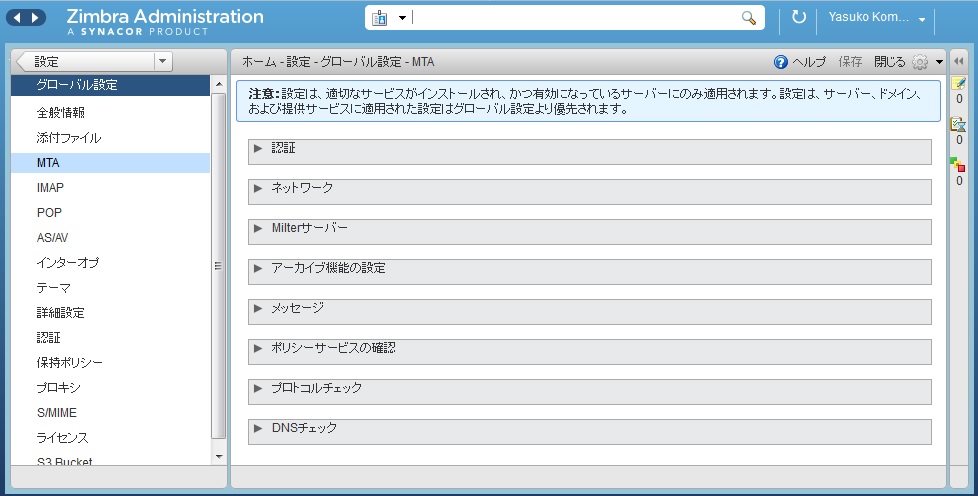 Zimbra Administration
A SYNACOR PRODUCT
Yasuko Kom...
設定
グローバル設定
全般情報
添付ファイル
MTA
IMAP
POP
AS/AV
インターオプ
テーマ
詳細設定
認証
保持ポリシー
プロキシ
S/MIME
ライセンス
S3 Bucket
ホーム - 設定 - グローバル設定 - MTA
ヘルプ 保存 閉じる
注意：設定は、適切なサービスがインストールされ、かつ有効になっているサーバーにのみ適用されます。設定は、サーバー、ドメイン、
および提供サービスに適用された設定はグローバル設定より優先されます。
認証
ネットワーク
Milterサーバー
アーカイブ機能の設定
メッセージ
ポリシーサービスの確認
プロトコルチェック
DNSチェック
0
0
0